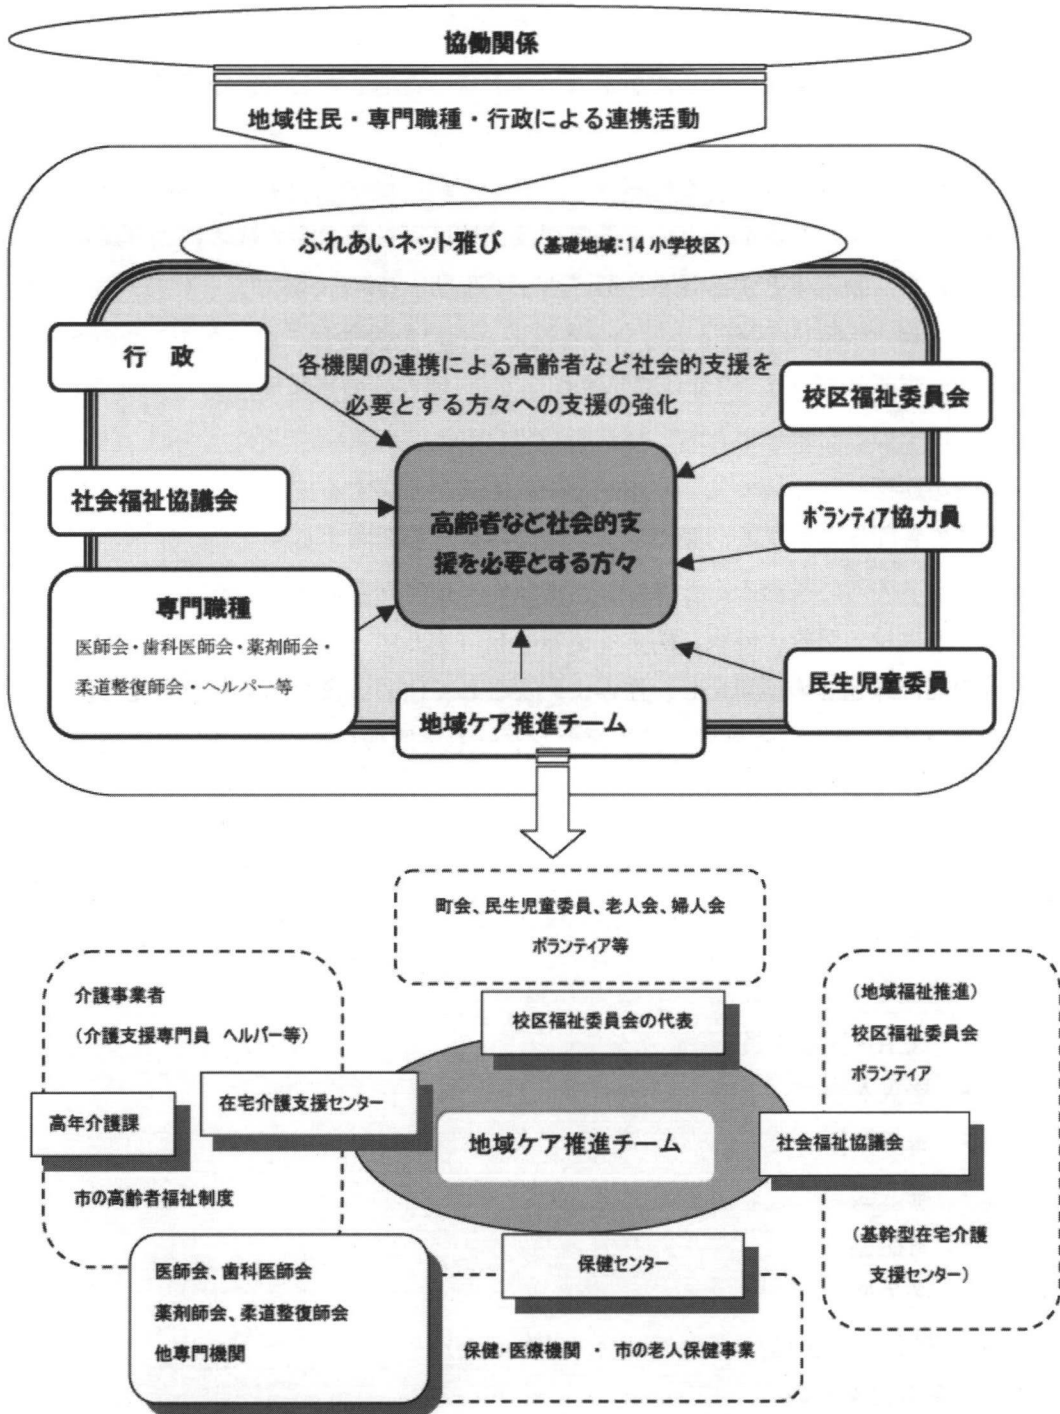 協働関係
地域住民・専門職種・行政による連携活動
ふれあいネット雅び　(基礎地域:14小学校区)
行　政
各機関の連携による高齢者など社会的支援を
必要とする方々への支援の強化
校区福祉委員会
社会福祉協議会
高齢者など社会的支
援を必要とする方々
ボランティア協力員
専門職種
医師会・歯科医師会・薬剤師会・
柔道整復師会・ヘルパー等
民生児童委員
地域ケア推進チーム
町会、民生児童委員、老人会、婦人会
ボランティア等
介護事業者
(介護支援専門員　ヘルパー等)
校区福祉委員会の代表
(地域福祉推進)
校区福祉委員会
ボランティア
高年介護課
在宅介護支援センター
地域ケア推進チーム
社会福祉協議会
市の高齢者福祉制度
(基幹型在宅介護
支援センター)
医師会、歯科医師会
薬剤師会、柔道整復師会
他専門機関
保健センター
保健・医療機関　・　市の老人保健事業